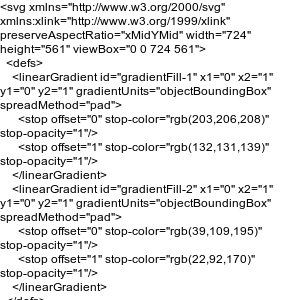 <svg xmlns="http://www.w3.org/2000/svg"
xmlns:xlink="http://www.w3.org/1999/xlink"
preserveAspectRatio="xMidYMid" width="724"
height="561" viewBox="0 0 724 561">
<defs>
<linearGradient id="gradientFill-1" x1="0" x2="1"
y1="0" y2="1" gradientUnits="objectBoundingBox"
spreadMethod="pad">
<stop offset="0" stop-color="rgb(203,206,208)"
stop-opacity="1"/>
<stop offset="1" stop-color="rgb(132,131,139)"
stop-opacity="1"/>
</linearGradient>
<linearGradient id="gradientFill-2" x1="0" x2="1"
y1="0" y2="1" gradientUnits="objectBoundingBox"
spreadMethod="pad">
<stop offset="0" stop-color="rgb(39,109,195)"
stop-opacity="1"/>
<stop offset="1" stop-color="rgb(22,92,170)"
stop-opacity="1"/>
</linearGradient>